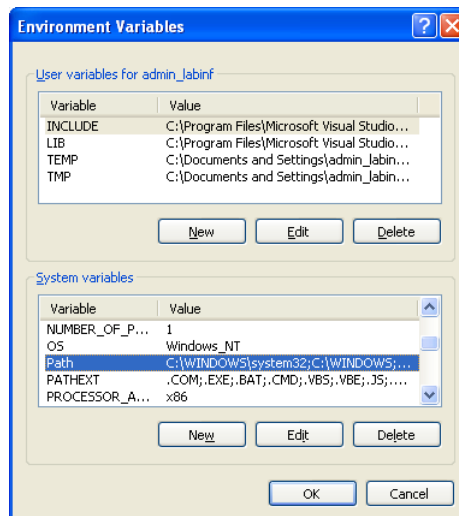 Environment Variables
User variables for admin_labinf
Variable Value
INCLUDE C:\Program Files\Microsoft Visual Studio...
LIB C:\Program Files\Microsoft Visual Studio...
TEMP C:\Documents and Settings\admin_labin...
TMP C:\Documents and Settings\admin_labin...
New Edit Delete
System variables
Variable Value
NUMBER_OF_P... 1
OS Windows_NT
Path C:\WINDOWS\system32;C:\WINDOWS;...
PATHEXT .COM;.EXE;.BAT;.CMD;.VBS;.VBE;.JS;....
PROCESSOR_A... x86
New Edit Delete
OK Cancel